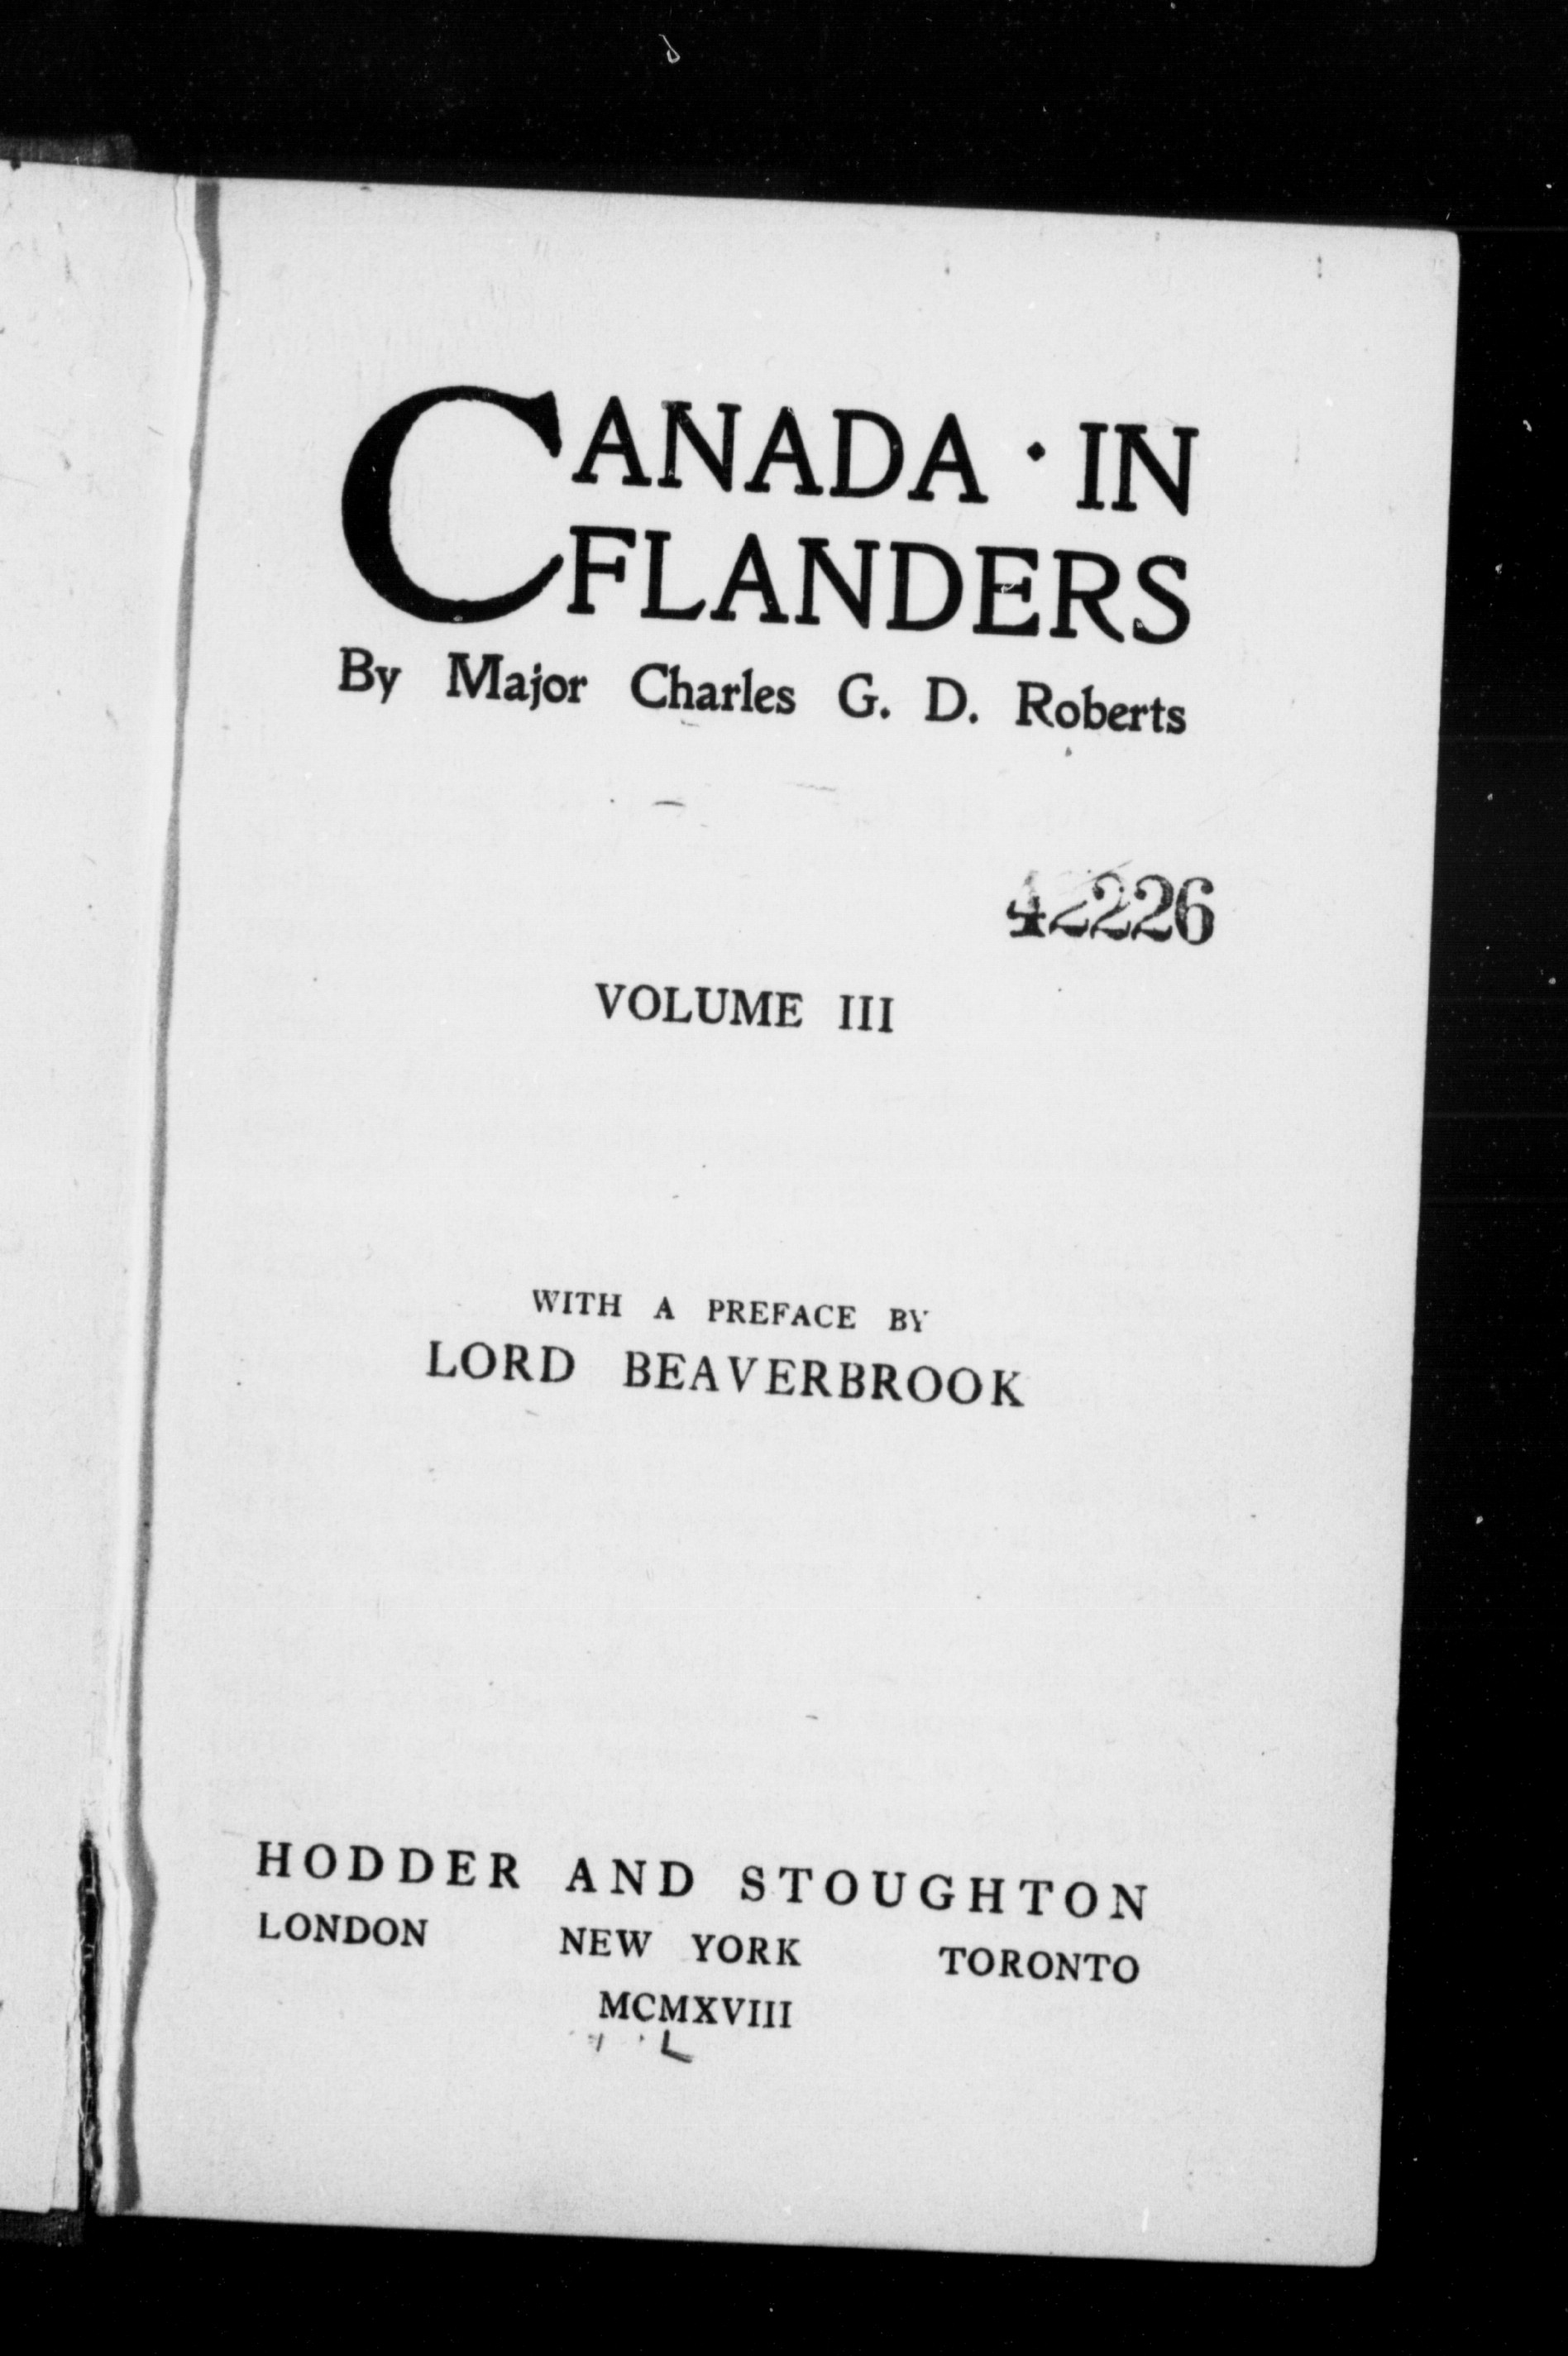 CANADA · IN
FLANDERS
By Major Charles G. D. Roberts
42226
VOLUME III
WITH A PREFACE BY
LORD BEAVERBROOK
HODDER AND STOUGHTON
LONDON NEW YORK TORONTO
MCMXVIII